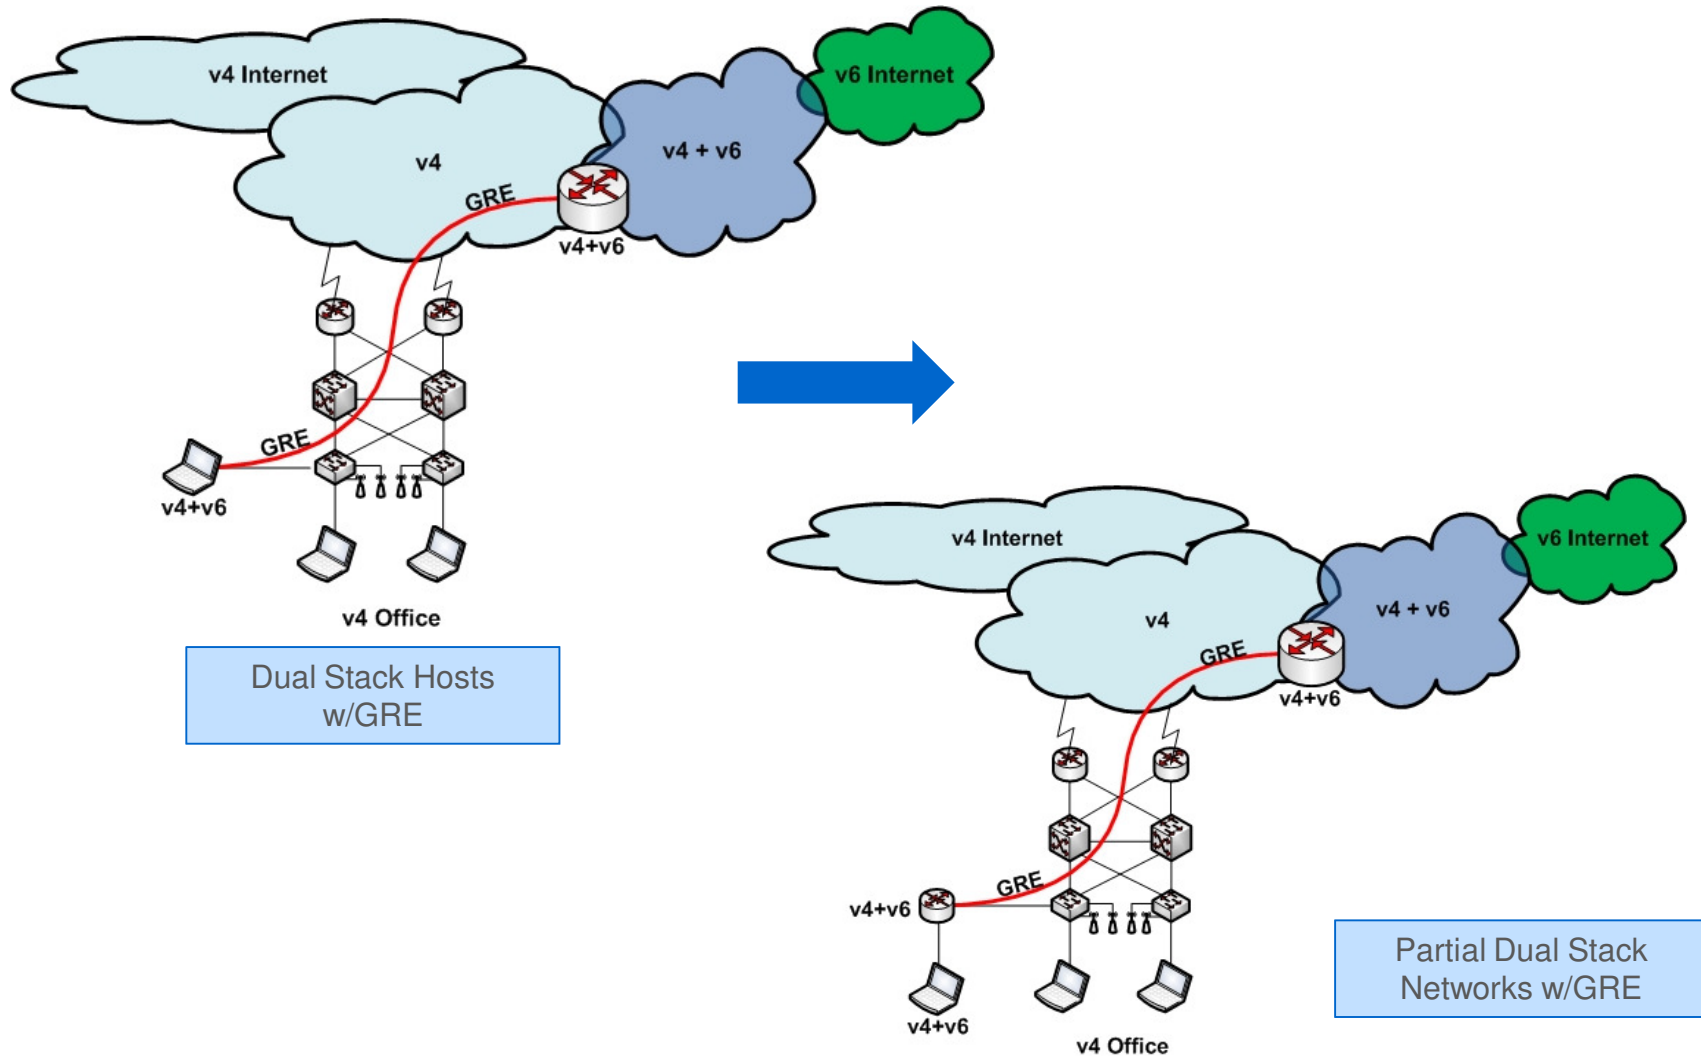 v4 Internet
v6 Internet
v4
v4 + v6
GRE
v4+v6
GRE
v4+v6
v4 Office
Dual Stack Hosts
w/GRE
v4 Internet
v6 Internet
v4
v4 + v6
GRE
v4+v6
GRE
v4+v6
v4+v6
v4 Office
Partial Dual Stack
Networks w/GRE